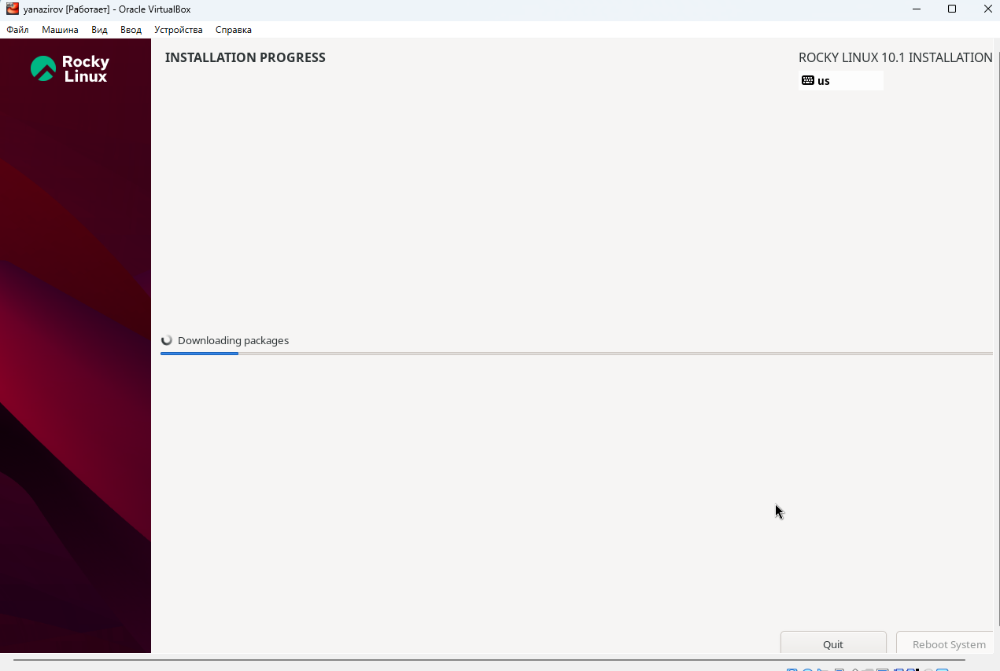 yanazirov [Работает] - Oracle VirtualBox
Файл Машина Вид Ввод Устройства Справка
Rocky
Linux
INSTALLATION PROGRESS
ROCKY LINUX 10.1 INSTALLATION
us
Downloading packages
Quit
Reboot System